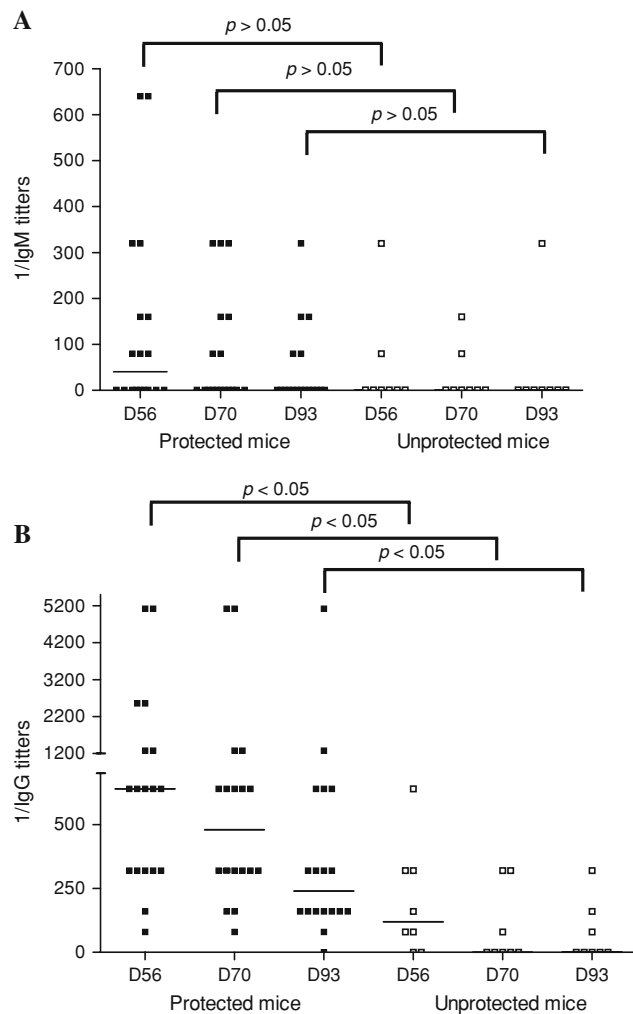 A
p > 0.05
p > 0.05
p > 0.05
700
600
500
400
300
200
100
0
1/IgM titters
D56 D70 D93 D56 D70 D93
Protected mice Unprotected mice
B
p < 0.05
p < 0.05
p < 0.05
5200
4200
3200
2200
1200
500
250
0
1/IgG titters
D56 D70 D93 D56 D70 D93
Protected mice Unprotected mice